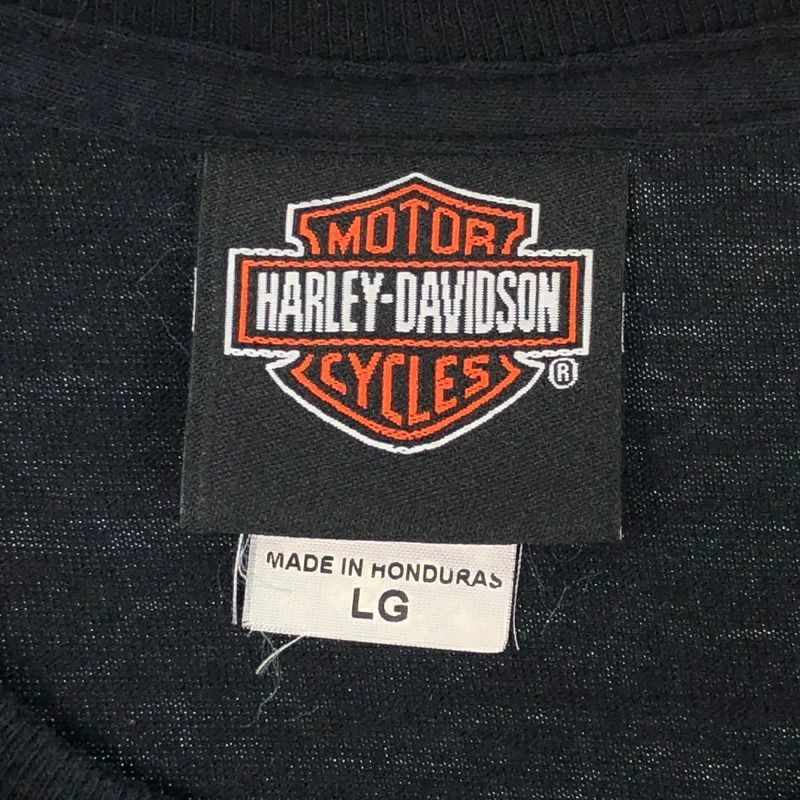 MOTOR
HARLEY-DAVIDSON
CYCLES
®
MADE IN HONDURAS
LG